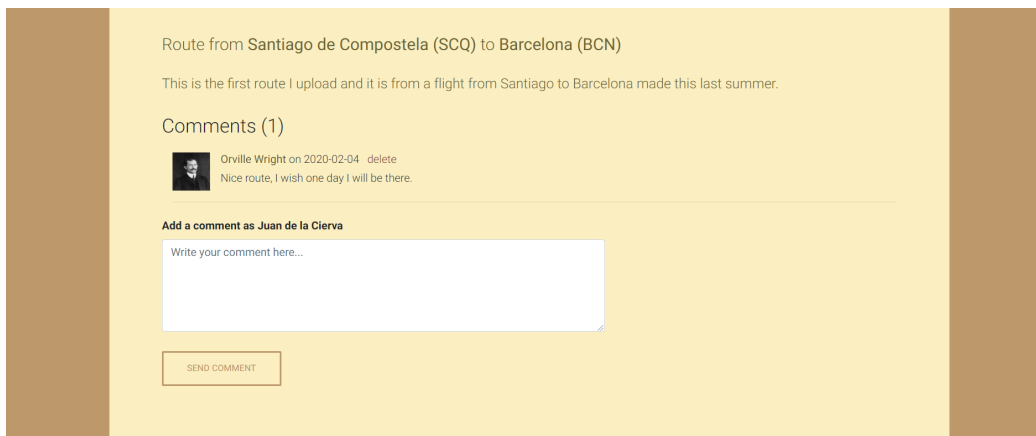 Route from Santiago de Compostela (SCQ) to Barcelona (BCN)
This is the first route I upload and it is from a flight from Santiago to Barcelona made this last summer.
Comments (1)
Orville Wright on 2020-02-04 delete
Nice route, I wish one day I will be there.
Add a comment as Juan de la Cierva
Write your comment here...
SEND COMMENT